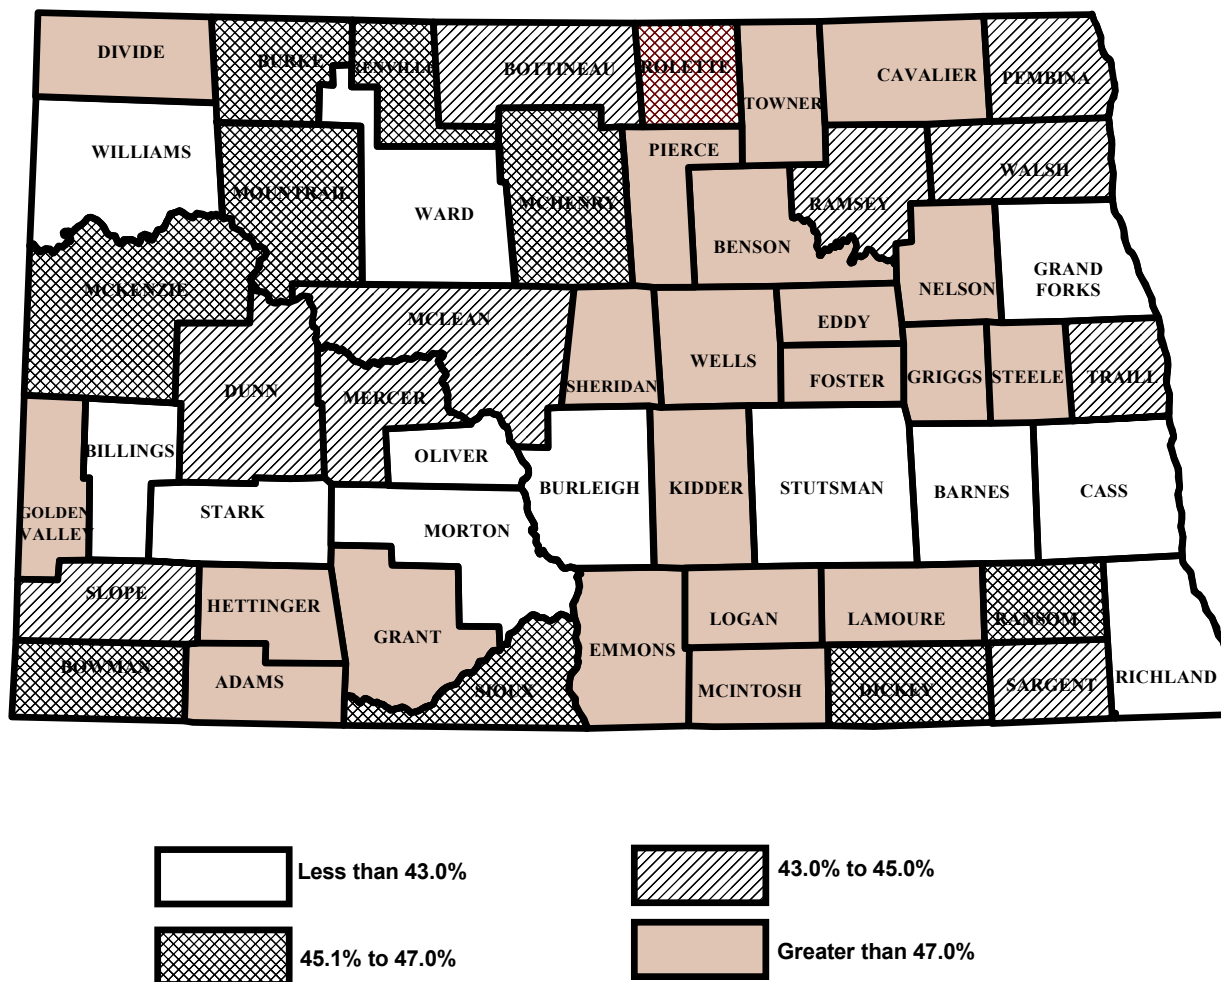 DIVIDE
BURKE
RENVILLE
BOTTINEAU
ROLETTE
TOWNER
CAVALIER
PEMBINA
WILLIAMS
MOUNTRAIL
WARD
MCHENRY
PIERCE
BENSON
RAMSEY
WALSH
NELSON
GRAND
FORKS
MCKENZIE
DUNN
MCLEAN
MERCER
OLIVER
SHERIDAN
WELLS
EDDY
FOSTER
GRIGGS
STEELE
TRAILL
GOLDEN
VALLEY
BILLINGS
STARK
MORTON
BURLEIGH
KIDDER
STUTSMAN
BARNES
CASS
SLOPE
HETTINGER
GRANT
BOWMAN
ADAMS
SIOUX
EMMONS
LOGAN
LAMOURE
RANSOM
MCINTOSH
DICKEY
SARGENT
RICHLAND
Less than 43.0%
43.0% to 45.0%
45.1% to 47.0%
Greater than 47.0%